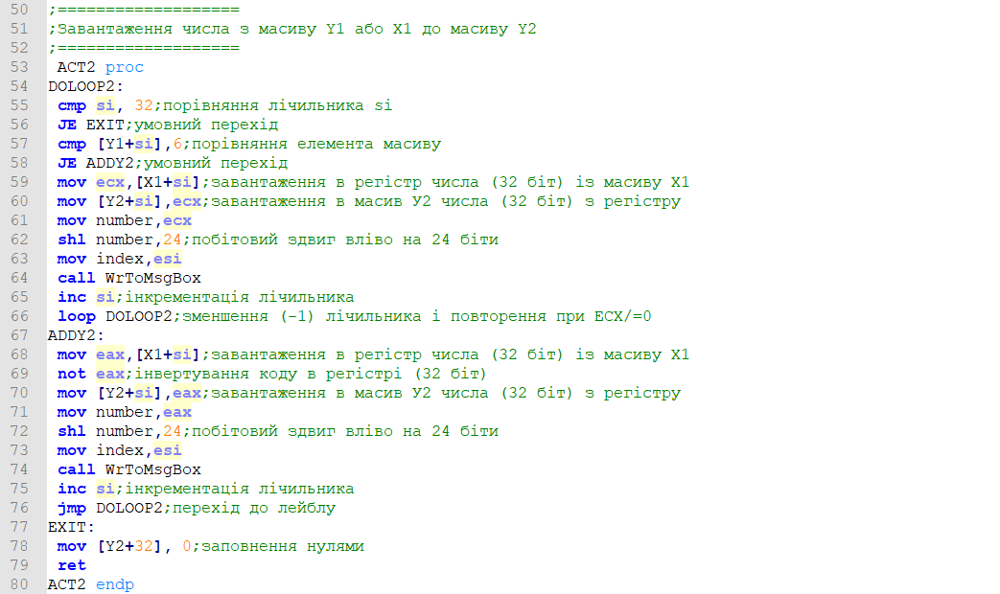 50 ;===================
51 ;Завантаження числа з масиву Y1 або X1 до масиву Y2
52 ;===================
53  ACT2 proc
54 DOLOOP2:
55  cmp si, 32;порівняння лічильника si
56  JE EXIT;умовний перехід
57  cmp [Y1+si],6;порівняння елемента масиву
58  JE ADDY2;умовний перехід
59  mov ecx,[X1+si];завантаження в регістр числа (32 біт) із масиву X1
60  mov [Y2+si],ecx;завантаження в масив У2 числа (32 біт) з регістру
61  mov number,ecx
62  shl number,24;побітовий здвиг вліво на 24 біти
63  mov index,esi
64  call WrToMsgBox
65  inc si;інкрементація лічильника
66  loop DOLOOP2;зменшення (-1) лічильника і повторення при ECX/=0
67 ADDY2:
68  mov eax,[X1+si];завантаження в регістр числа (32 біт) із масиву X1
69  not eax;інвертування коду в регістрі (32 біт)
70  mov [Y2+si],eax;завантаження в масив У2 числа (32 біт) з регістру
71  mov number,eax
72  shl number,24;побітовий здвиг вліво на 24 біти
73  mov index,esi
74  call WrToMsgBox
75  inc si;інкрементація лічильника
76  jmp DOLOOP2;перехід до лейблу
77 EXIT:
78  mov [Y2+32], 0;заповнення нулями
79  ret
80 ACT2 endp